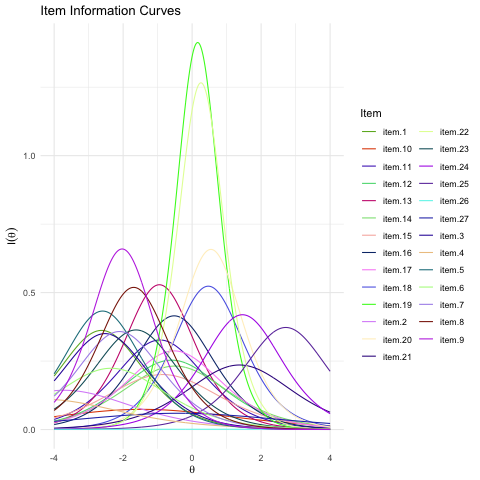 Item Information Curves
I(θ)
1.0
0.5
0.0
-4
-2
0
2
4
θ
Item
item.1
item.10
item.11
item.12
item.13
item.14
item.15
item.16
item.17
item.18
item.19
item.2
item.20
item.21
item.22
item.23
item.24
item.25
item.26
item.27
item.3
item.4
item.5
item.6
item.7
item.8
item.9